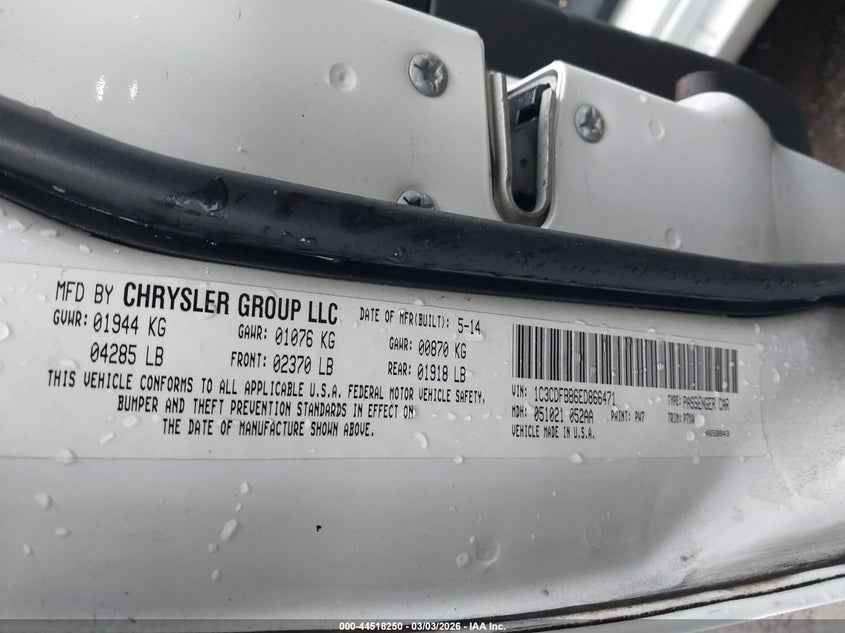 MFD BY CHRYSLER GROUP LLC
DATE OF MFR(BUILT): 5-14
GVWR: 01944 KG
04285 LB
GAWR: 01076 KG
FRONT: 02370 LB
GAWR: 00870 KG
REAR: 01918 LB
THIS VEHICLE CONFORMS TO ALL APPLICABLE U.S.A. FEDERAL MOTOR VEHICLE SAFETY,
BUMPER AND THEFT PREVENTION STANDARDS IN EFFECT ON
THE DATE OF MANUFACTURE SHOWN ABOVE.
VIN: 1C3CDFBB6ED866471
TYPE: PASSENGER CAR
MDH: 051021 052AA
PAINT: PW7
TRIM: P7XA
VEHICLE MADE IN U.S.A.
4658843
000-44518250 - 03/03/2026 - IAA Inc.